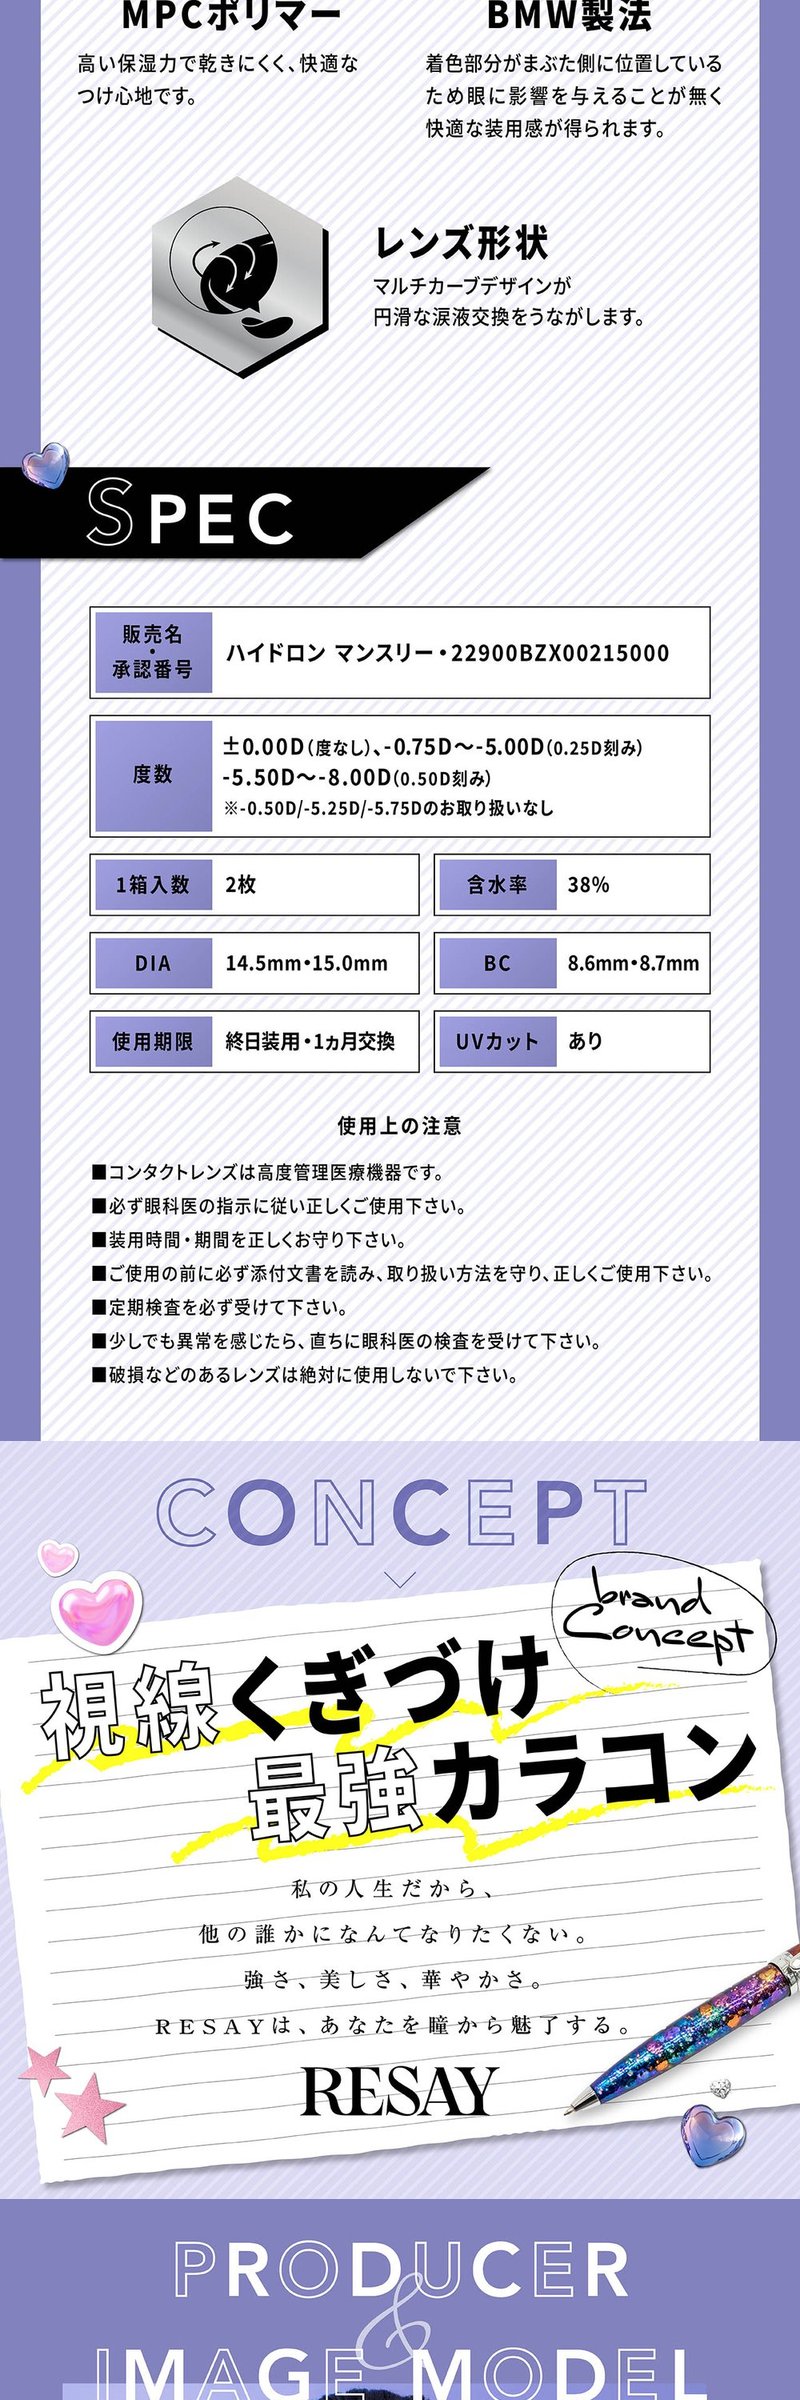 MPCポリマー
高い保湿力で乾きにくく、快適な
つけ心地です。
BMW製法
着色部分がまぶた側に位置している
ため眼に影響を与えることが無く
快適な装用感が得られます。
レンズ形状
マルチカーブデザインが
円滑な涙液交換をうながします。
SPEC
販売名
・
承認番号
ハイドロン マンスリー・22900BZX00215000
度数
±0.00D(度なし)、-0.75D〜-5.00D(0.25D刻み)
-5.50D〜-8.00D(0.50D刻み)
※-0.50D/-5.25D/-5.75Dのお取り扱いなし
1箱入数
2枚
含水率
38%
DIA
14.5mm・15.0mm
BC
8.6mm・8.7mm
使用期限
終日装用・1ヵ月交換
UVカット
あり
使用上の注意
■コンタクトレンズは高度管理医療機器です。
■必ず眼科医の指示に従い正しくご使用下さい。
■装用時間・期間を正しくお守り下さい。
■ご使用の前に必ず添付文書を読み、取り扱い方法を守り、正しくご使用下さい。
■定期検査を必ず受けて下さい。
■少しでも異常を感じたら、直ちに眼科医の検査を受けて下さい。
■破損などのあるレンズは絶対に使用しないで下さい。
CONCEPT
brand
Concept
視線くぎづけ
最強カラコン
私の人生だから、
他の誰かになんてなりたくない。
強さ、美しさ、華やかさ。
RESAYは、あなたを瞳から魅了する。
RESAY
PRODUCER
&
IMAGE MODEL